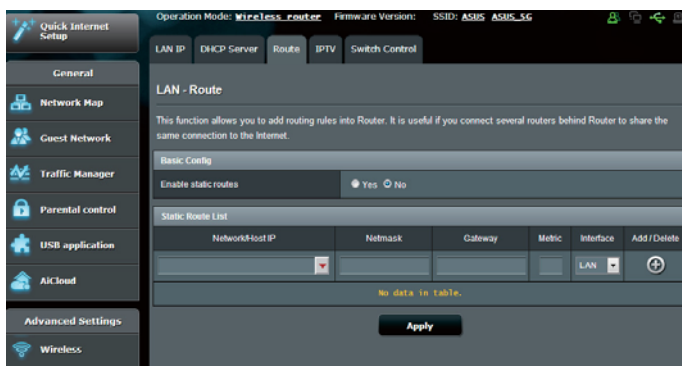 Operation Mode: Wireless router Firmware Version: SSID: ASUS ASUS_5G
Quick Internet Setup
LAN IP DHCP Server Route IPTV Switch Control
General
Network Map
Guest Network
Traffic Manager
Parental control
USB application
AiCloud
Advanced Settings
Wireless
LAN - Route
This function allows you to add routing rules into Router. It is useful if you connect several routers behind Router to share the
same connection to the Internet.
Basic Config
Enable static routes Yes No
Static Route List
Network/Host IP Netmask Gateway Metric Interface Add / Delete
LAN
No data in table.
Apply